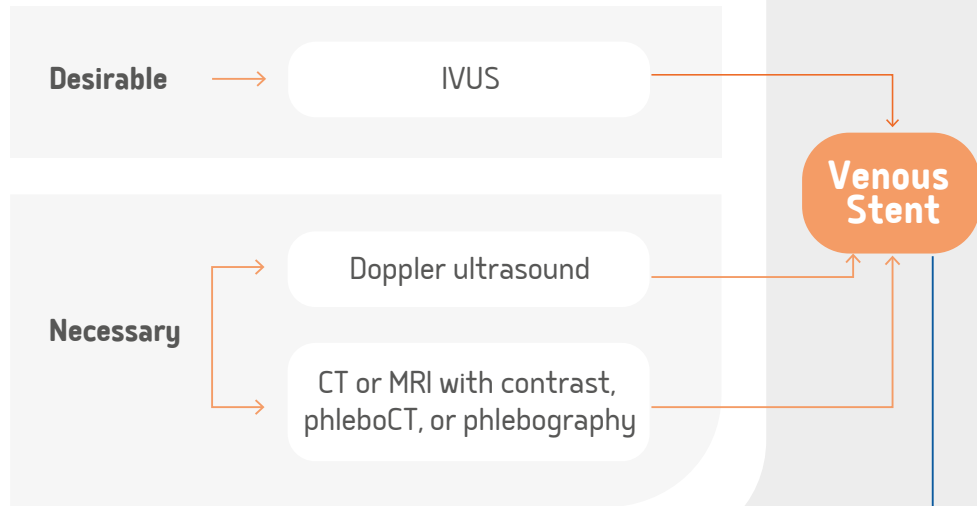 Desirable
IVUS
Venous
Stent
Doppler ultrasound
Necessary
CT or MRI with contrast,
phleboCT, or phlebography